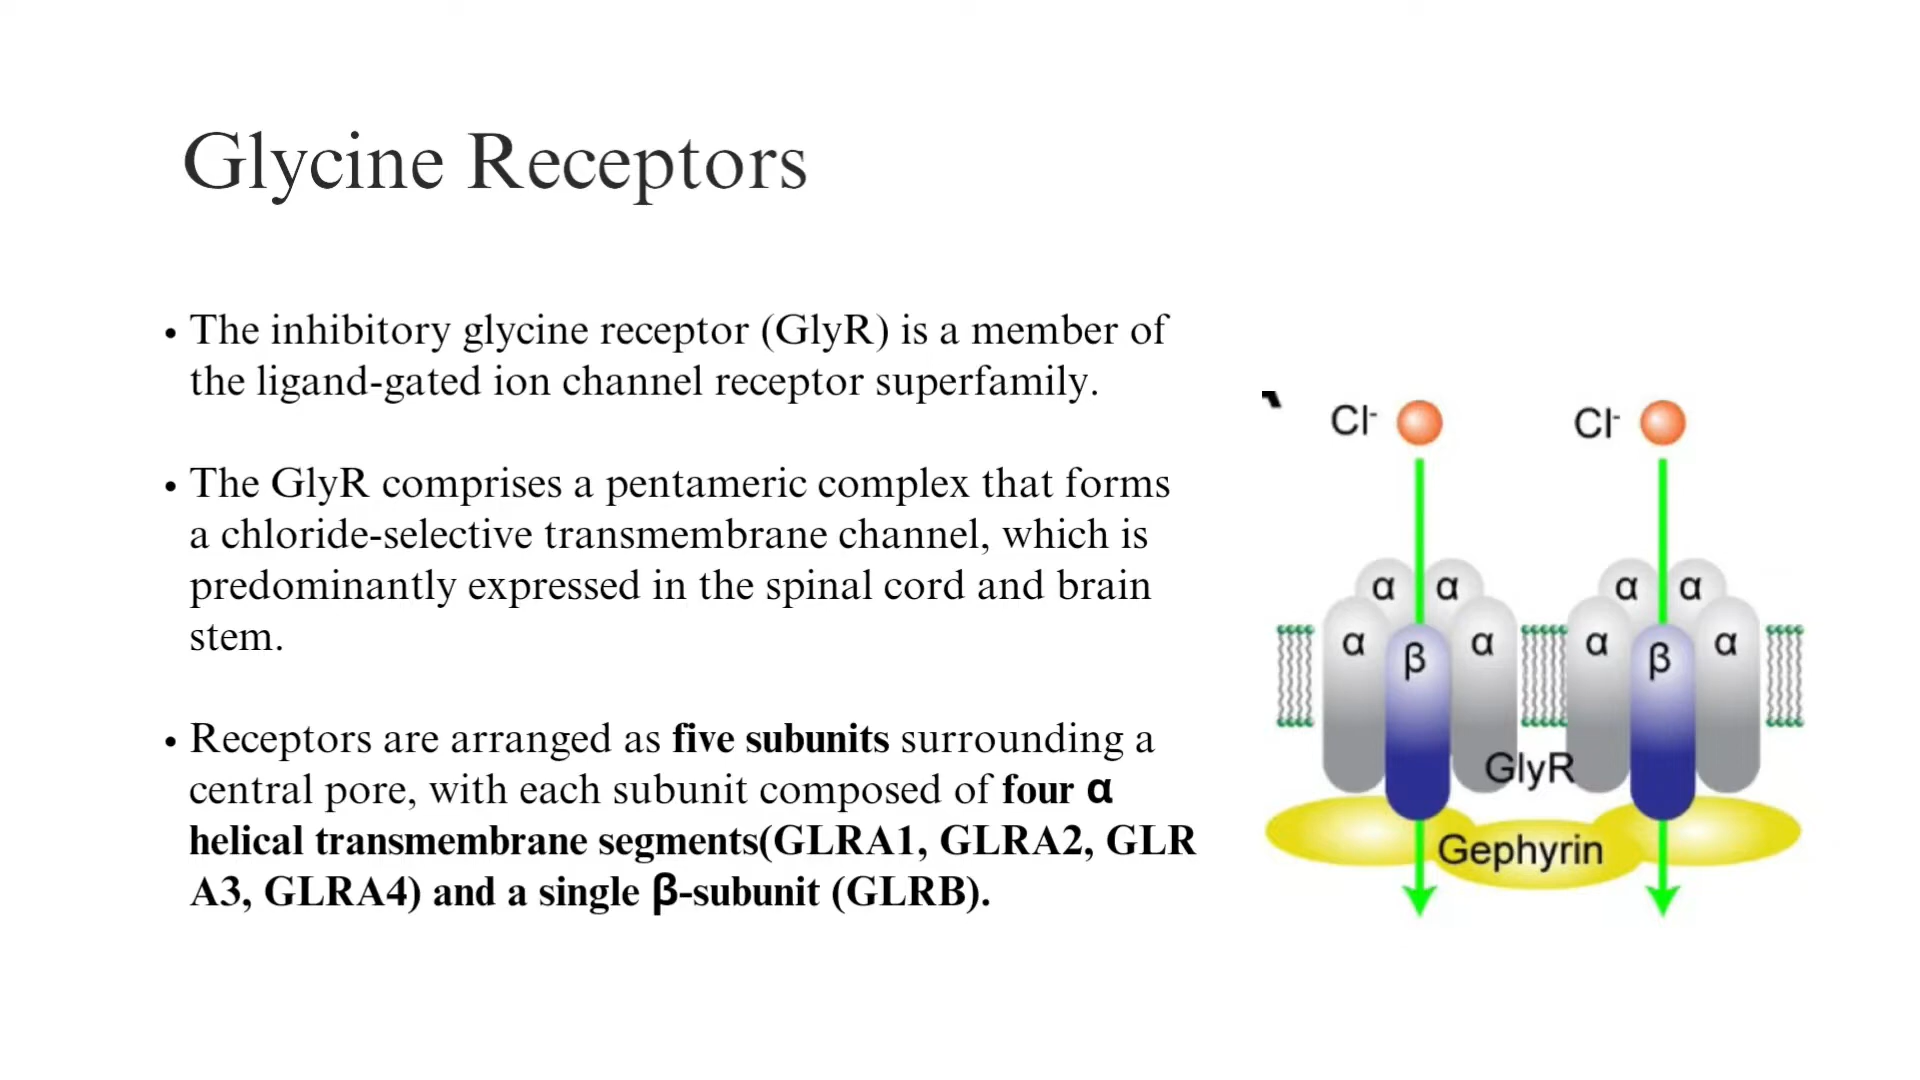 Glycine Receptors
• The inhibitory glycine receptor (GlyR) is a member of
the ligand-gated ion channel receptor superfamily.
• The GlyR comprises a pentameric complex that forms
a chloride-selective transmembrane channel, which is
predominantly expressed in the spinal cord and brain
stem.
• Receptors are arranged as five subunits surrounding a
central pore, with each subunit composed of four α
helical transmembrane segments(GLRA1, GLRA2, GLR
A3, GLRA4) and a single β-subunit (GLRB).
Cl- Cl-
α α α α
α β α α β α
GlyR
Gephyrin